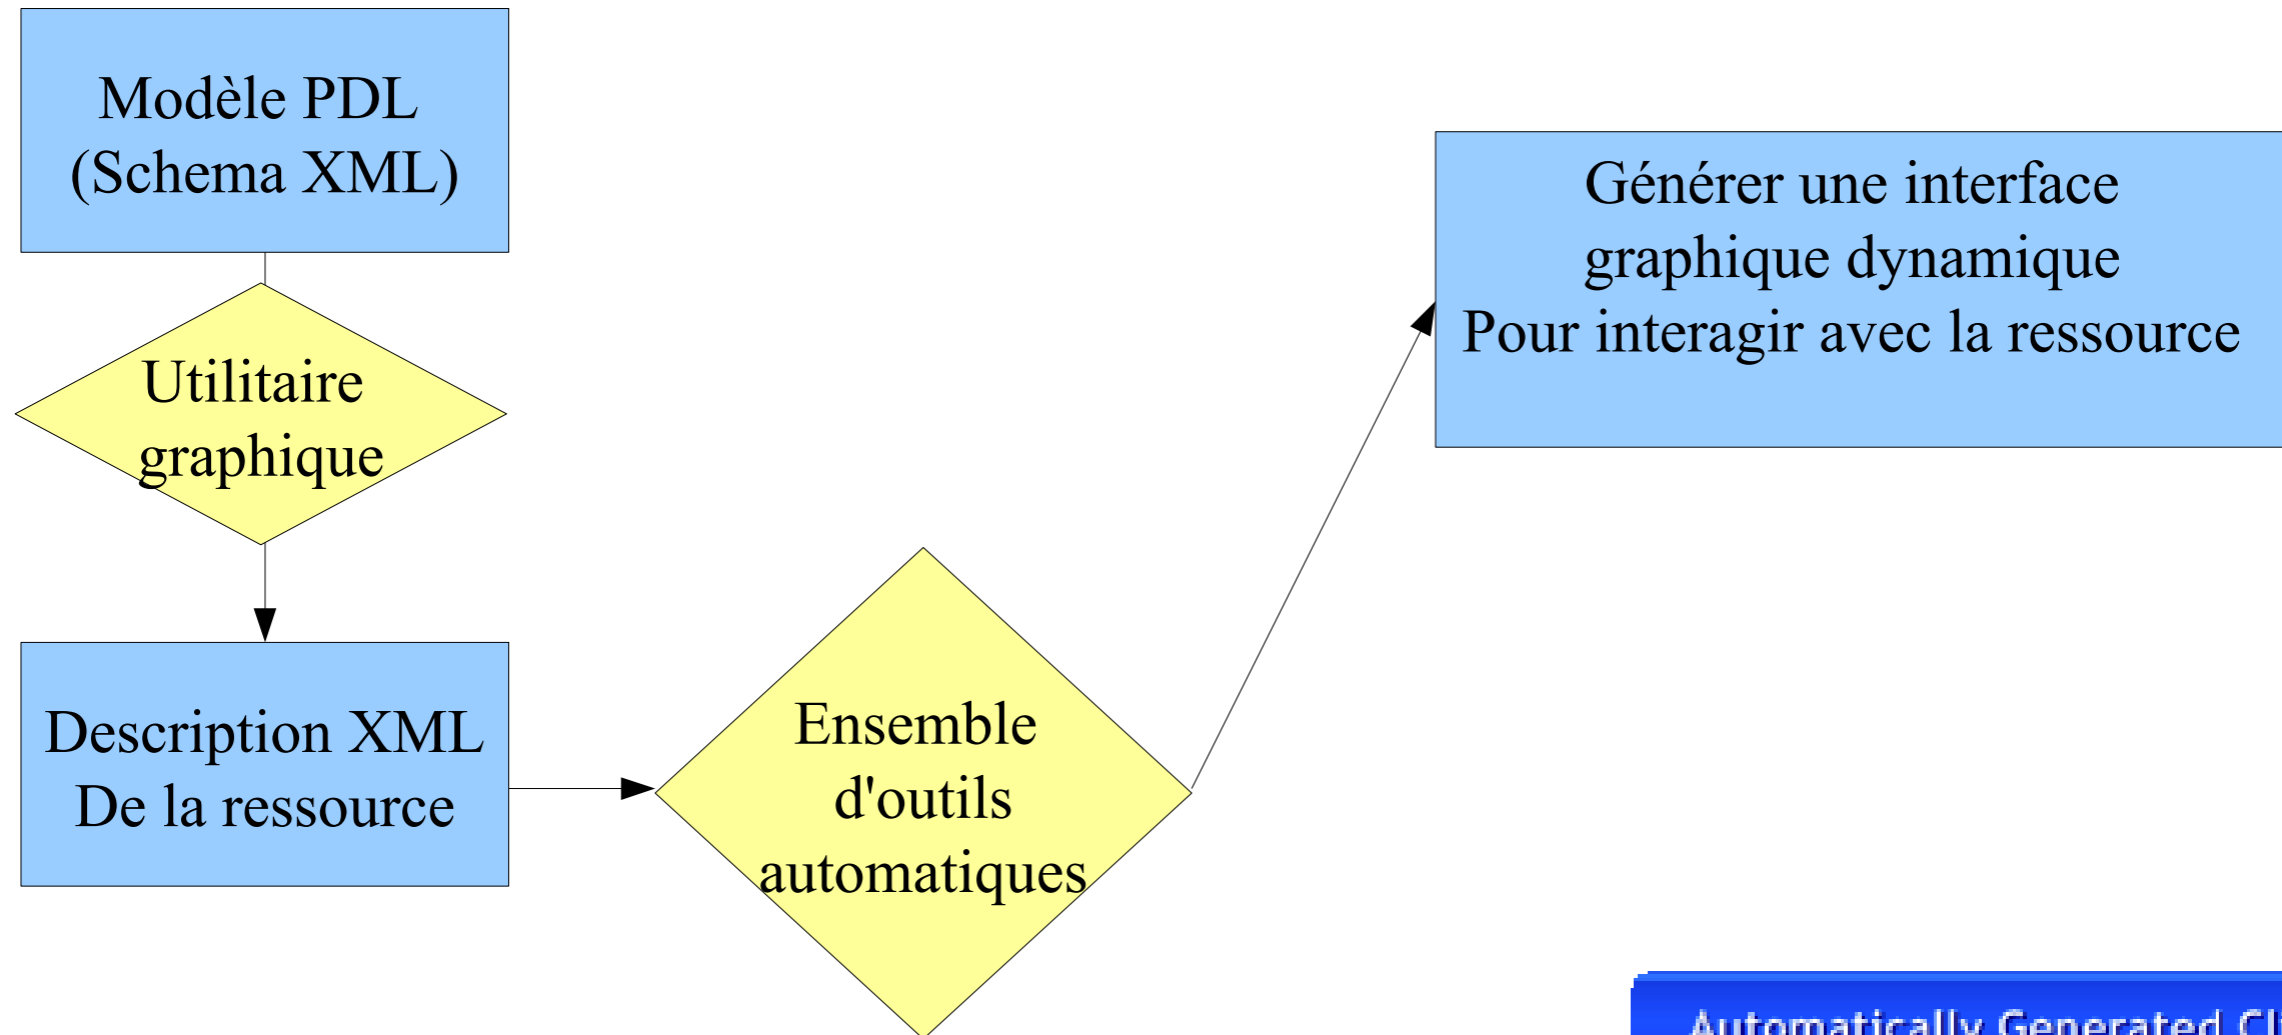 Modèle PDL
(Schema XML)
Utilitaire
graphique
Description XML
De la ressource
Ensemble
d'outils
automatiques
Générer une interface
graphique dynamique
Pour interagir avec la ressource
Automatically Generated